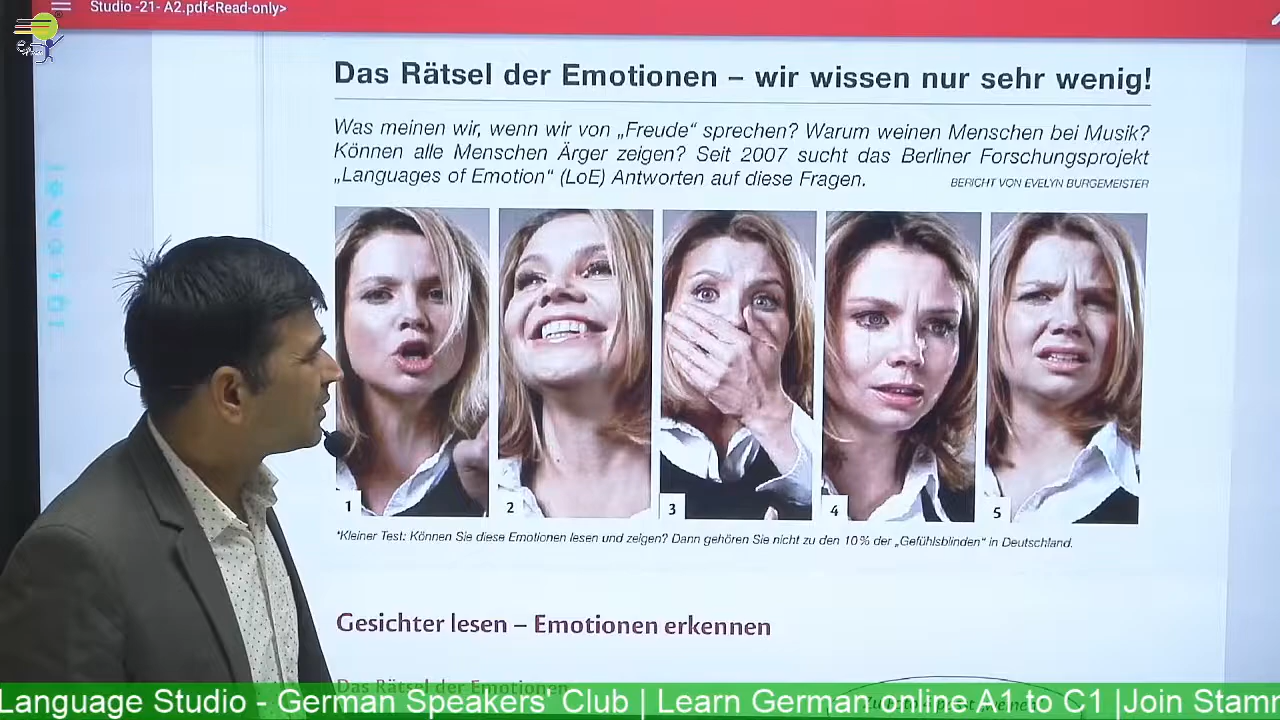 Studio -21- A2.pdf<Read-only>
Das Rätsel der Emotionen – wir wissen nur sehr wenig!
Was meinen wir, wenn wir von „Freude“ sprechen? Warum weinen Menschen bei Musik?
Können alle Menschen Ärger zeigen? Seit 2007 sucht das Berliner Forschungsprojekt
„Languages of Emotion“ (LoE) Antworten auf diese Fragen.
BERICHT VON EVELYN BURGEMEISTER
1
2
3
4
5
*Kleiner Test: Können Sie diese Emotionen lesen und zeigen? Dann gehören Sie nicht zu den 10% der „Gefühlsblinden“ in Deutschland.
Gesichter lesen – Emotionen erkennen
Das Rätsel der Emotionen
Language Studio - German Speakers' Club | Learn German online A1 to C1 |Join Stamm